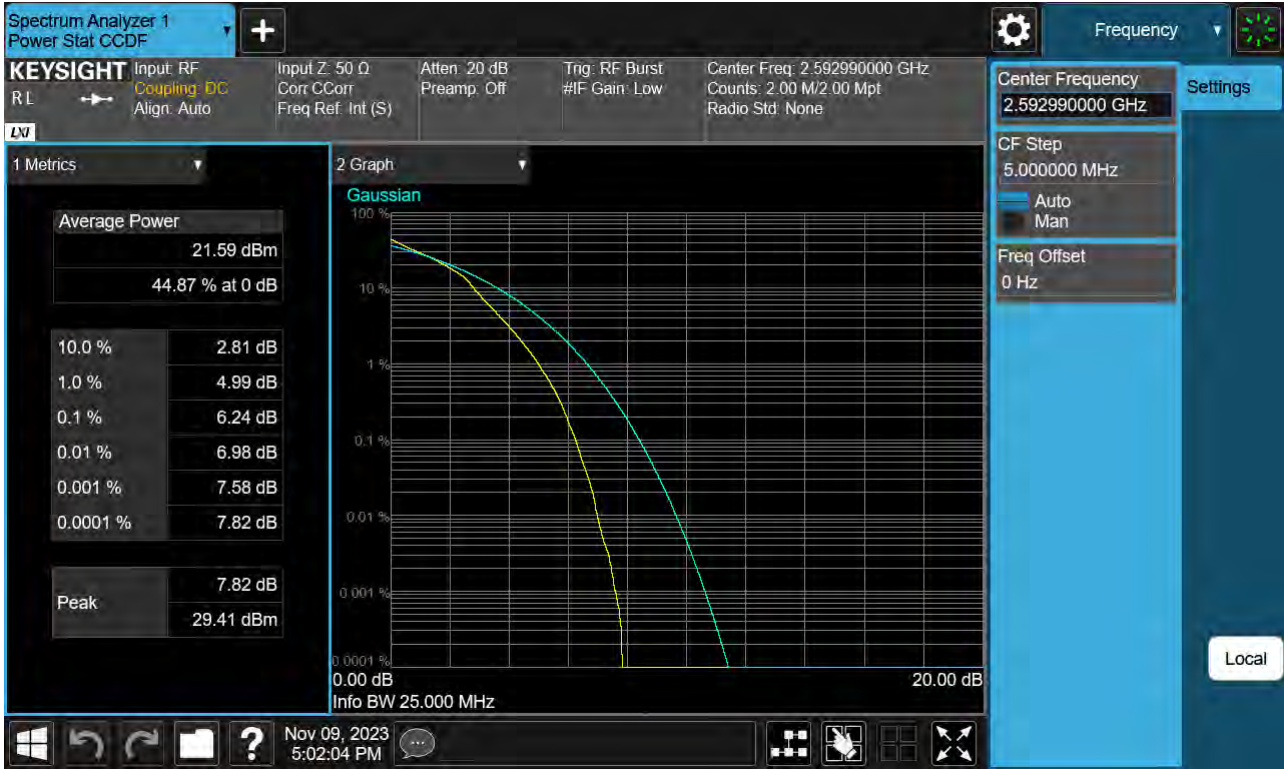 Spectrum Analyzer 1
Power Stat CCDF
+
Frequency
KEYSIGHT
R L
LXI
Input: RF
Coupling: DC
Align: Auto
Input Z: 50 Ω
Corr CCorr
Freq Ref: Int (S)
Atten: 20 dB
Preamp: Off
Trig: RF Burst
#IF Gain: Low
Center Freq: 2.592990000 GHz
Counts: 2.00 M/2.00 Mpt
Radio Std: None
Center Frequency
2.592990000 GHz
Settings
CF Step
5.000000 MHz
Auto
Man
Freq Offset
0 Hz
Local
1 Metrics
Average Power
21.59 dBm
44.87 % at 0 dB
10.0 % 2.81 dB
1.0 % 4.99 dB
0.1 % 6.24 dB
0.01 % 6.98 dB
0.001 % 7.58 dB
0.0001 % 7.82 dB
Peak
7.82 dB
29.41 dBm
2 Graph
Gaussian
100 %
10 %
1 %
0.1 %
0.01 %
0.001 %
0.0001 %
0.00 dB 20.00 dB
Info BW 25.000 MHz
?
Nov 09, 2023
5:02:04 PM